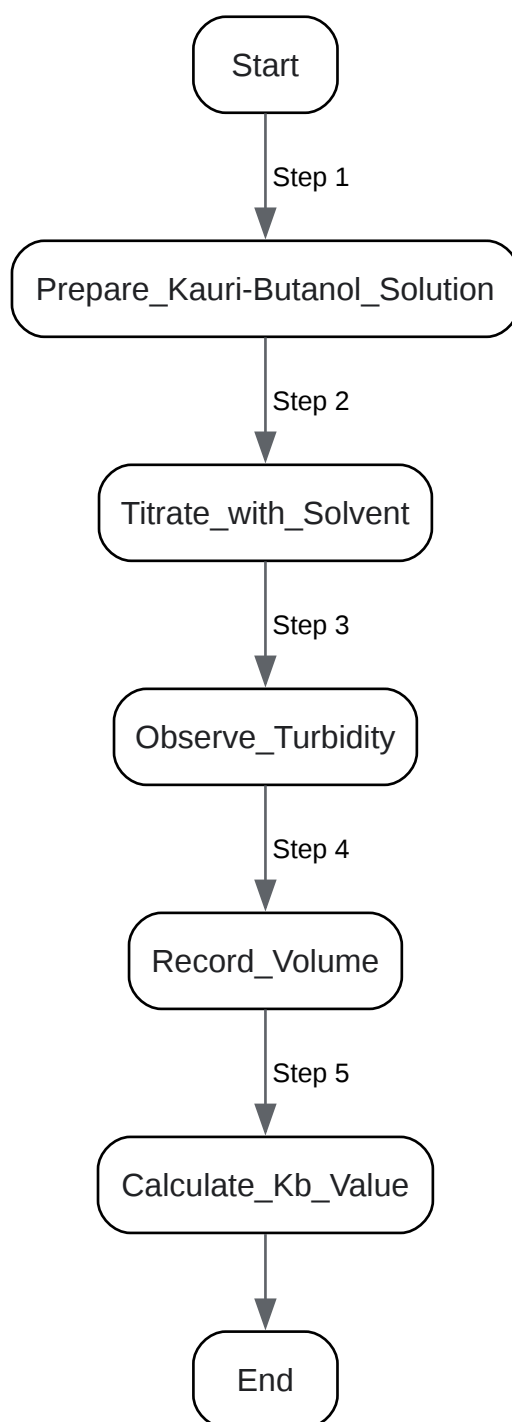 Start
Step 1
Prepare_Kauri-Butanol_Solution
Step 2
Titrate_with_Solvent
Step 3
Observe_Turbidity
Step 4
Record_Volume
Step 5
Calculate_Kb_Value
End